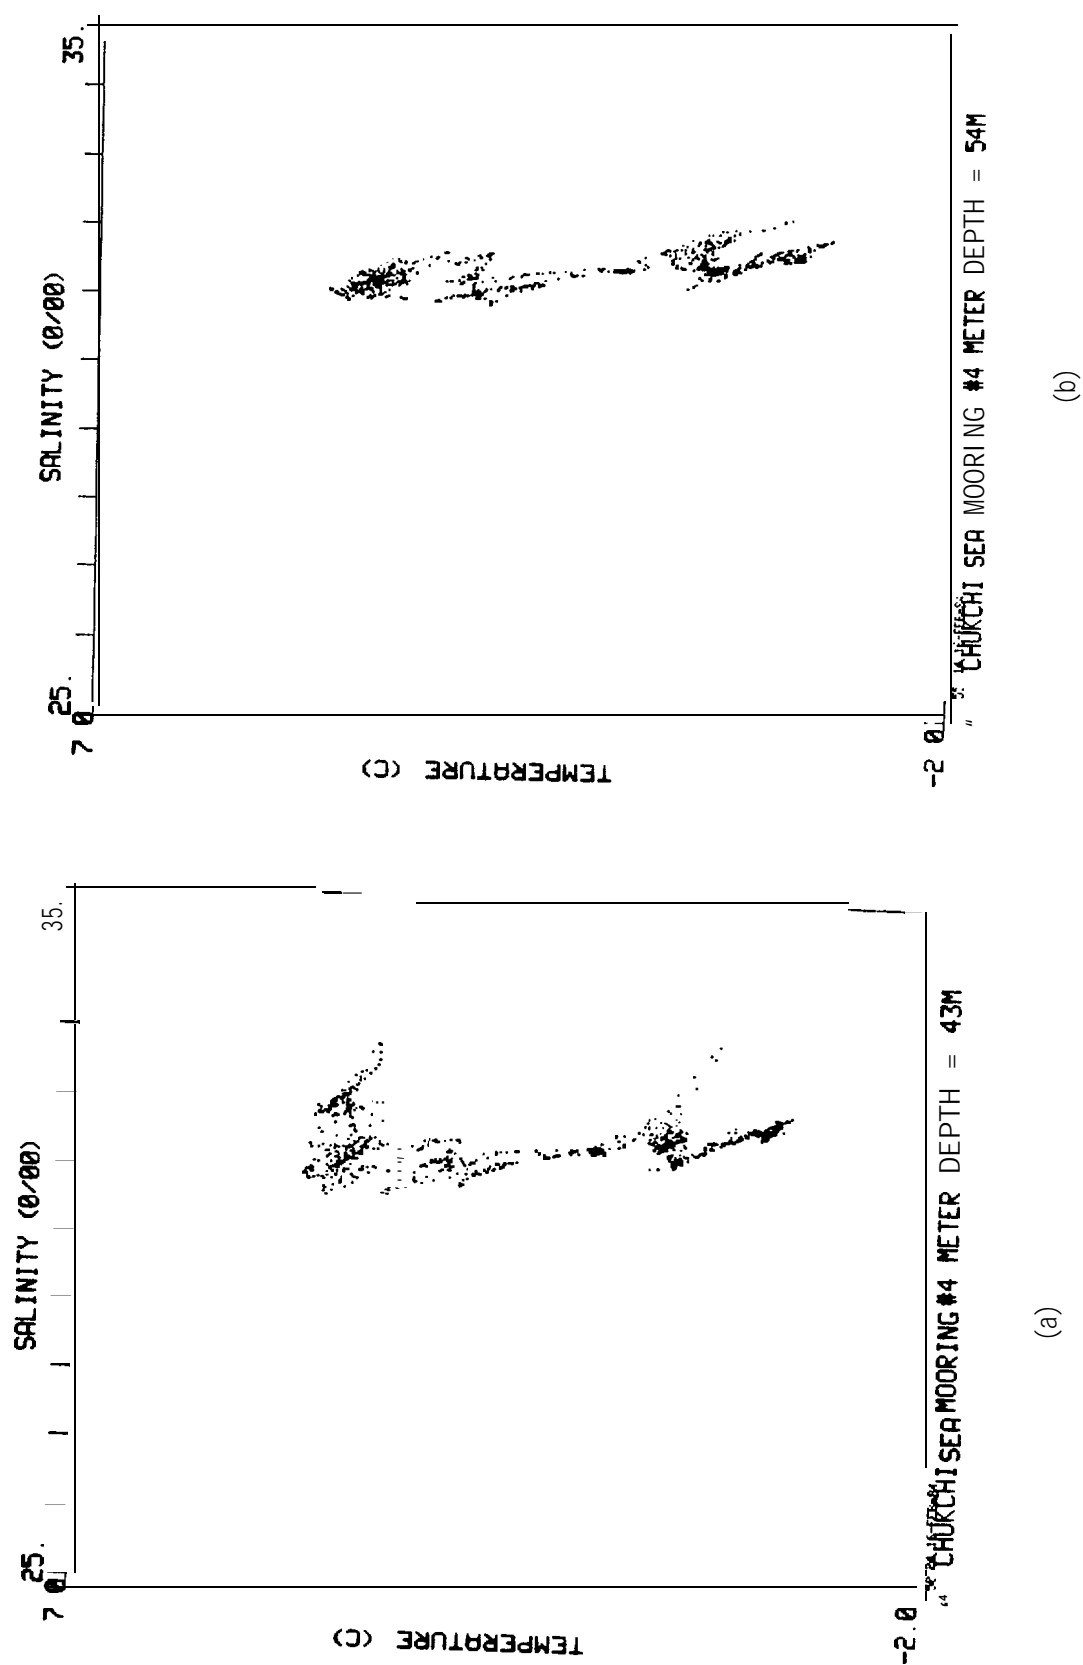 SALINITY (0/00)
25.
35.
7.0
TEMPERATURE (C)
-2.0
CHUKCHI SEA MOORING #4 METER DEPTH = 43M
(a)
SALINITY (0/00)
25.
35.
7.0
TEMPERATURE (C)
-2.0
CHUKCHI SEA MOORING #4 METER DEPTH = 54M
(b)